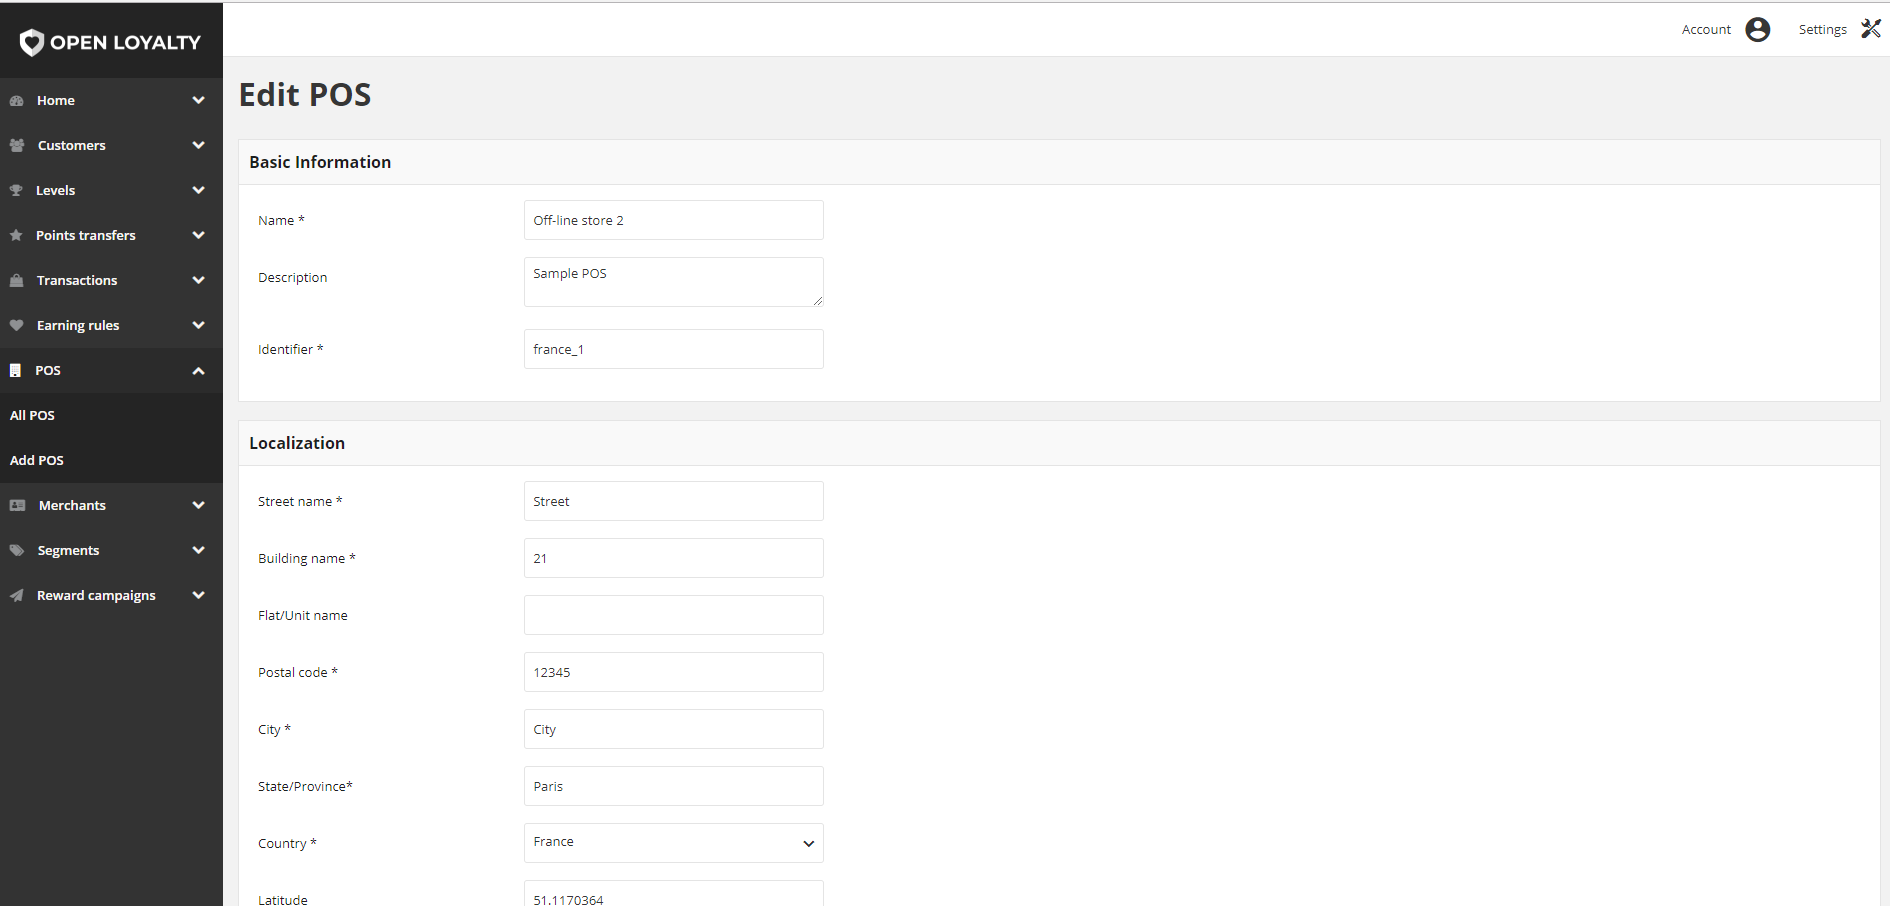 OPEN LOYALTY
Account
Settings
Home
Customers
Levels
Points transfers
Transactions
Earning rules
POS
All POS
Add POS
Merchants
Segments
Reward campaigns
Edit POS
Basic Information
Name * Off-line store 2
Description Sample POS
Identifier * france_1
Localization
Street name * Street
Building name * 21
Flat/Unit name
Postal code * 12345
City * City
State/Province* Paris
Country * France
Latitude 51.1170364